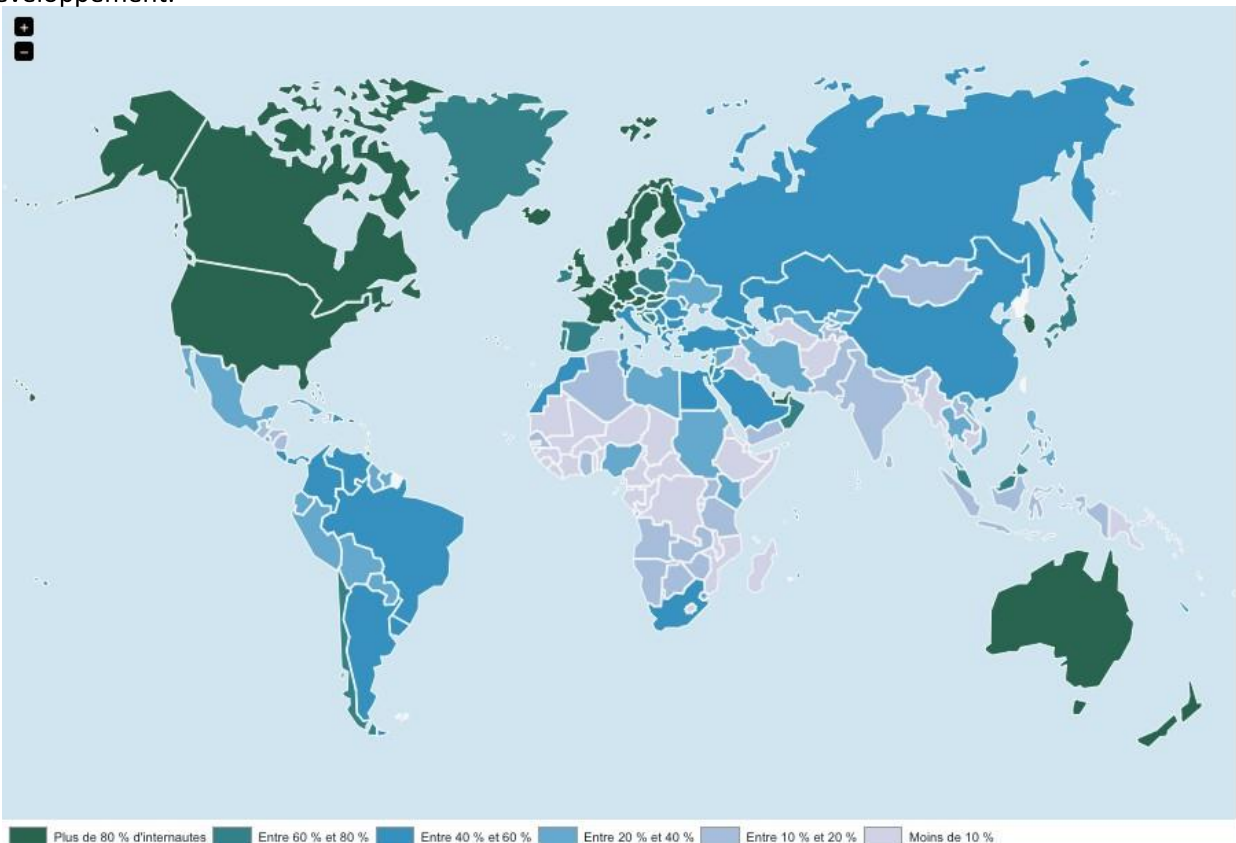 éveloppement.
+
−
Plus de 80 % d'internautes Entre 60 % et 80 % Entre 40 % et 60 % Entre 20 % et 40 % Entre 10 % et 20 % Moins de 10 %